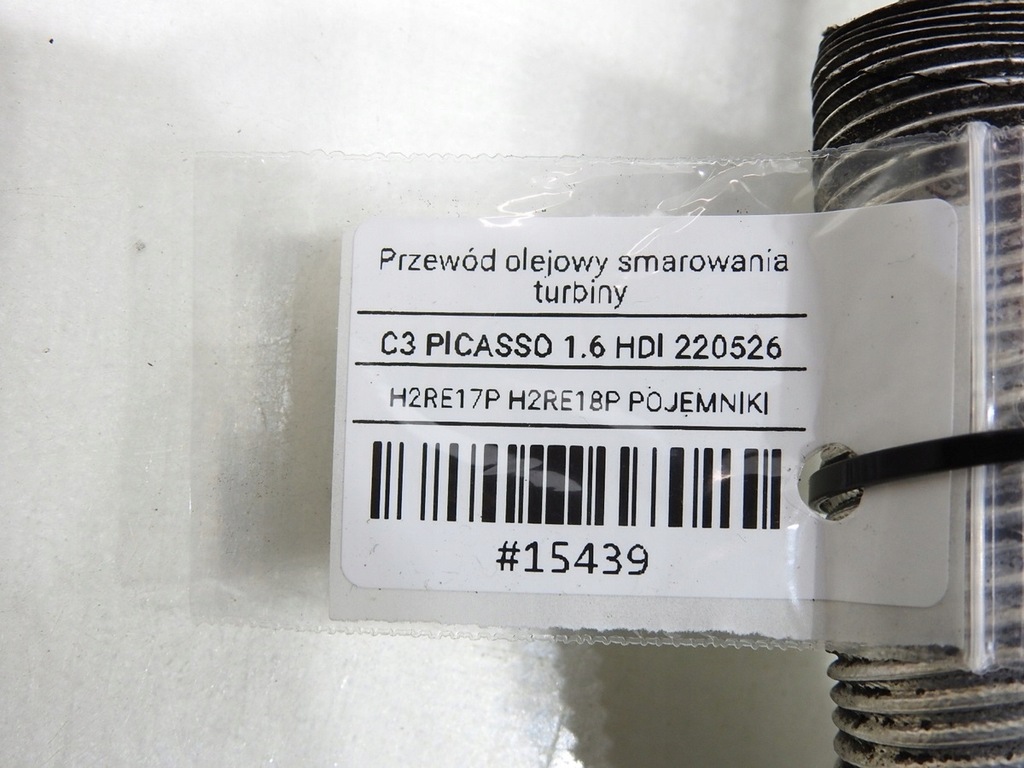 Przewód olejowy smarowania
turbiny
C3 PICASSO 1.6 HDI 220526
H2RE17P H2RE18P POJEMNIKI
#15439